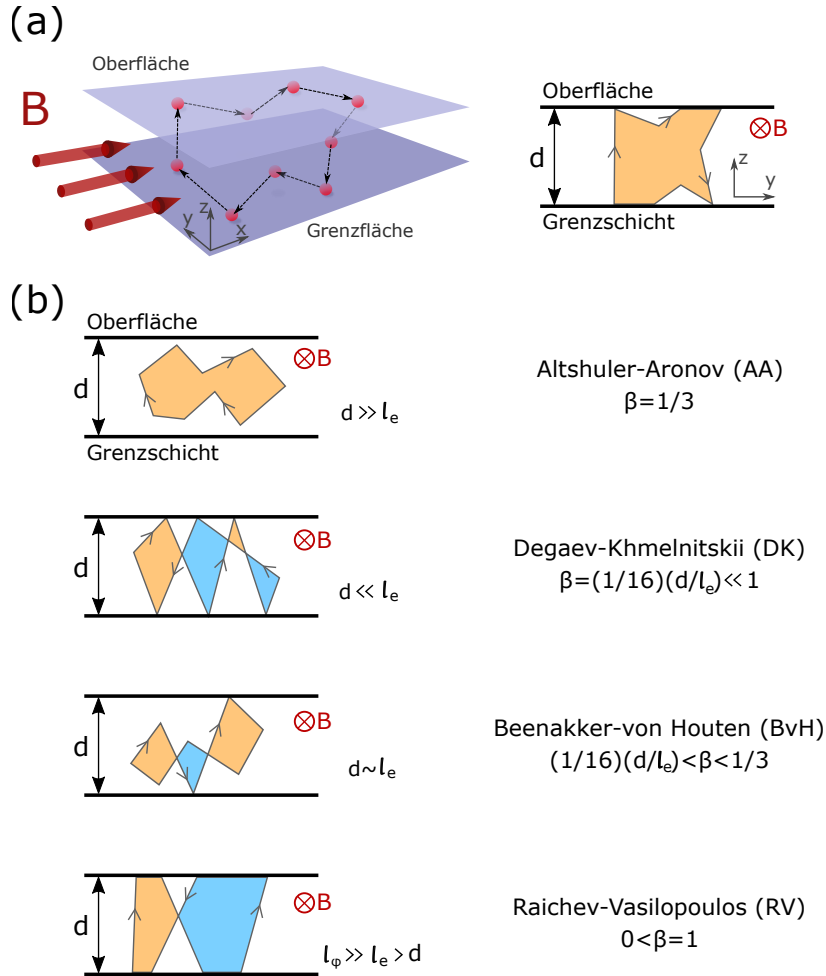 (a)
Oberfläche
B
z
y
x
Grenzfläche
Oberfläche
d
B
z
y
Grenzschicht
(b)
Oberfläche
d
B
d ≫ lₑ
Grenzschicht
Altshuler-Aronov (AA)
β=1/3
d
B
d ≪ lₑ
Degaev-Khmelnitskii (DK)
β=(1/16)(d/lₑ)≪1
d
B
d~lₑ
Beenakker-von Houten (BvH)
(1/16)(d/lₑ)<β<1/3
d
B
lᵩ ≫ lₑ > d
Raichev-Vasilopoulos (RV)
0<β=1